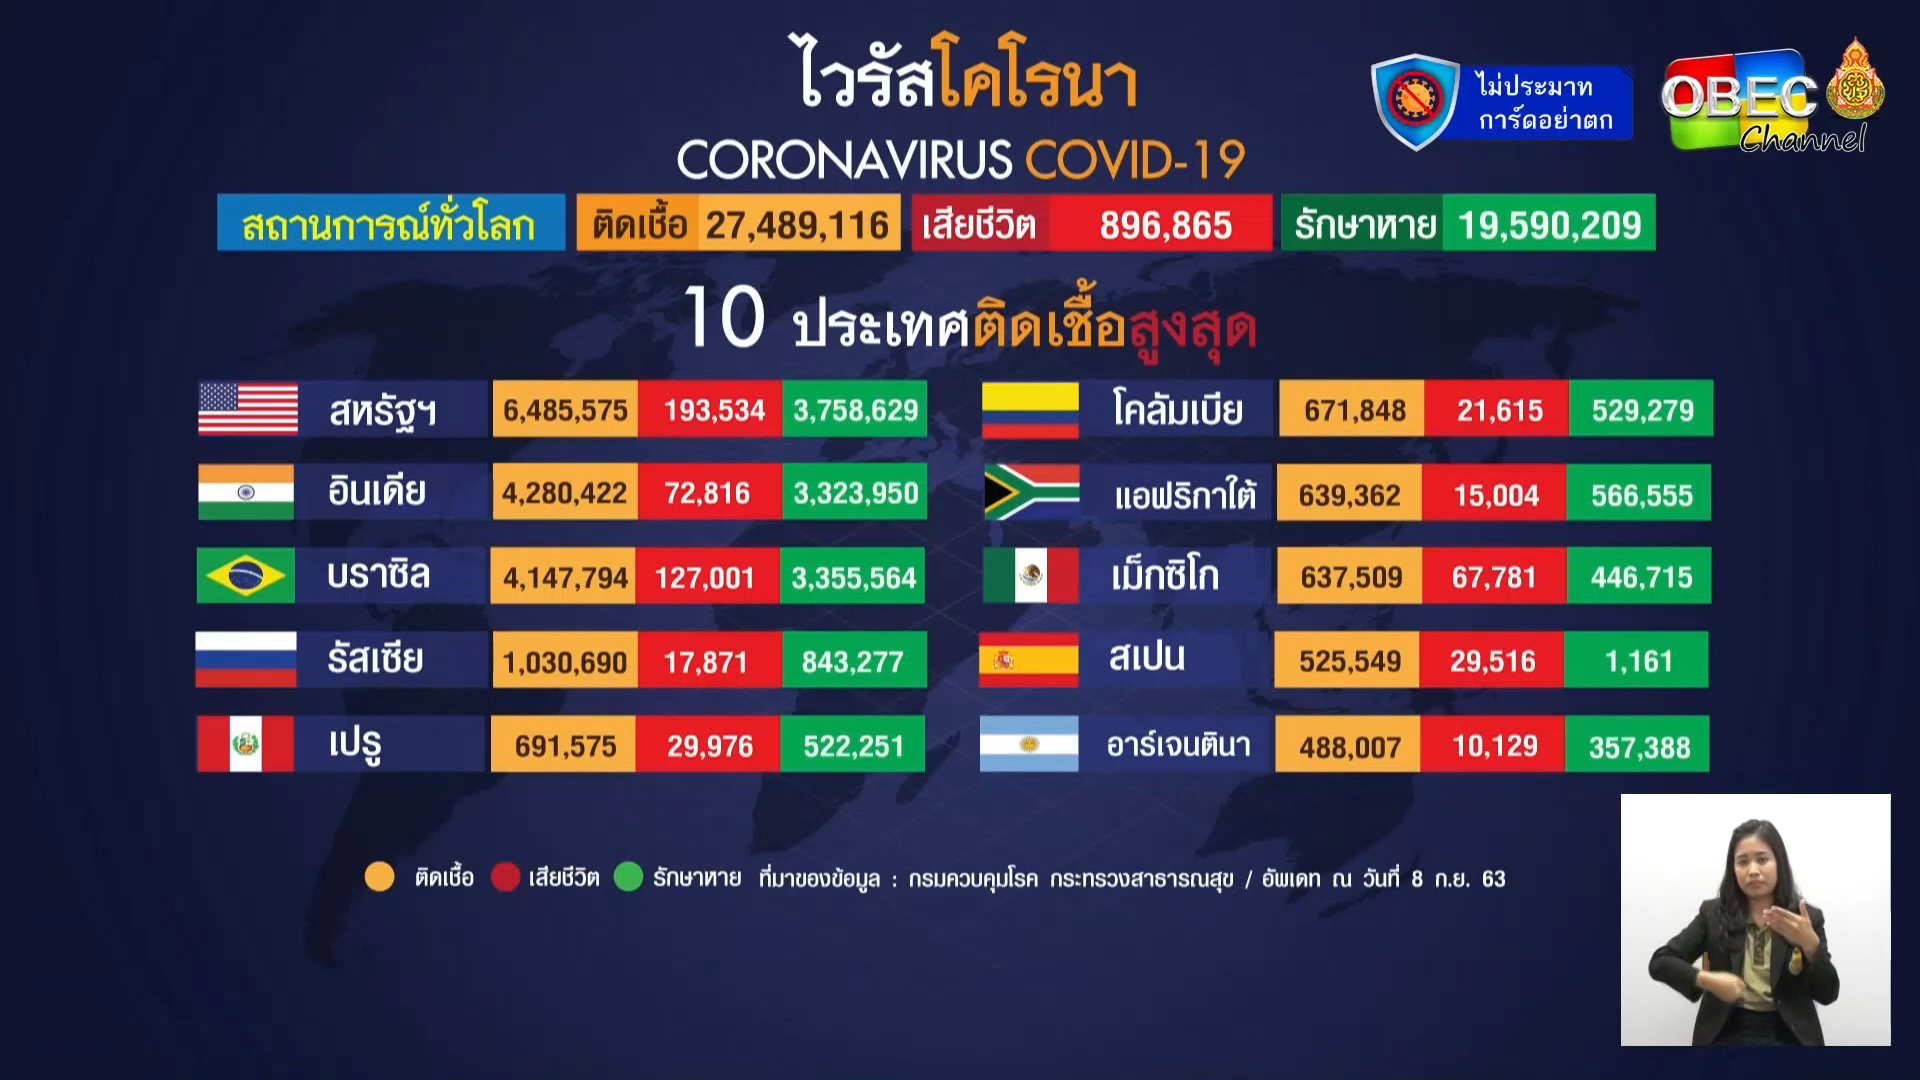 ไวรัสโคโรนา
CORONAVIRUS COVID-19
ไม่ประมาท
การ์ดอย่าตก
OBEC
Channel
สถานการณ์ทั่วโลก ติดเชื้อ 27,489,116 เสียชีวิต 896,865 รักษาหาย 19,590,209
10 ประเทศติดเชื้อสูงสุด
สหรัฐฯ 6,485,575 193,534 3,758,629
อินเดีย 4,280,422 72,816 3,323,950
บราซิล 4,147,794 127,001 3,355,564
รัสเซีย 1,030,690 17,871 843,277
เปรู 691,575 29,976 522,251
โคลัมเบีย 671,848 21,615 529,279
แอฟริกาใต้ 639,362 15,004 566,555
เม็กซิโก 637,509 67,781 446,715
สเปน 525,549 29,516 1,161
อาร์เจนตินา 488,007 10,129 357,388
ติดเชื้อ เสียชีวิต รักษาหาย ที่มาของข้อมูล : กรมควบคุมโรค กระทรวงสาธารณสุข / อัพเดท ณ วันที่ 8 ก.ย. 63